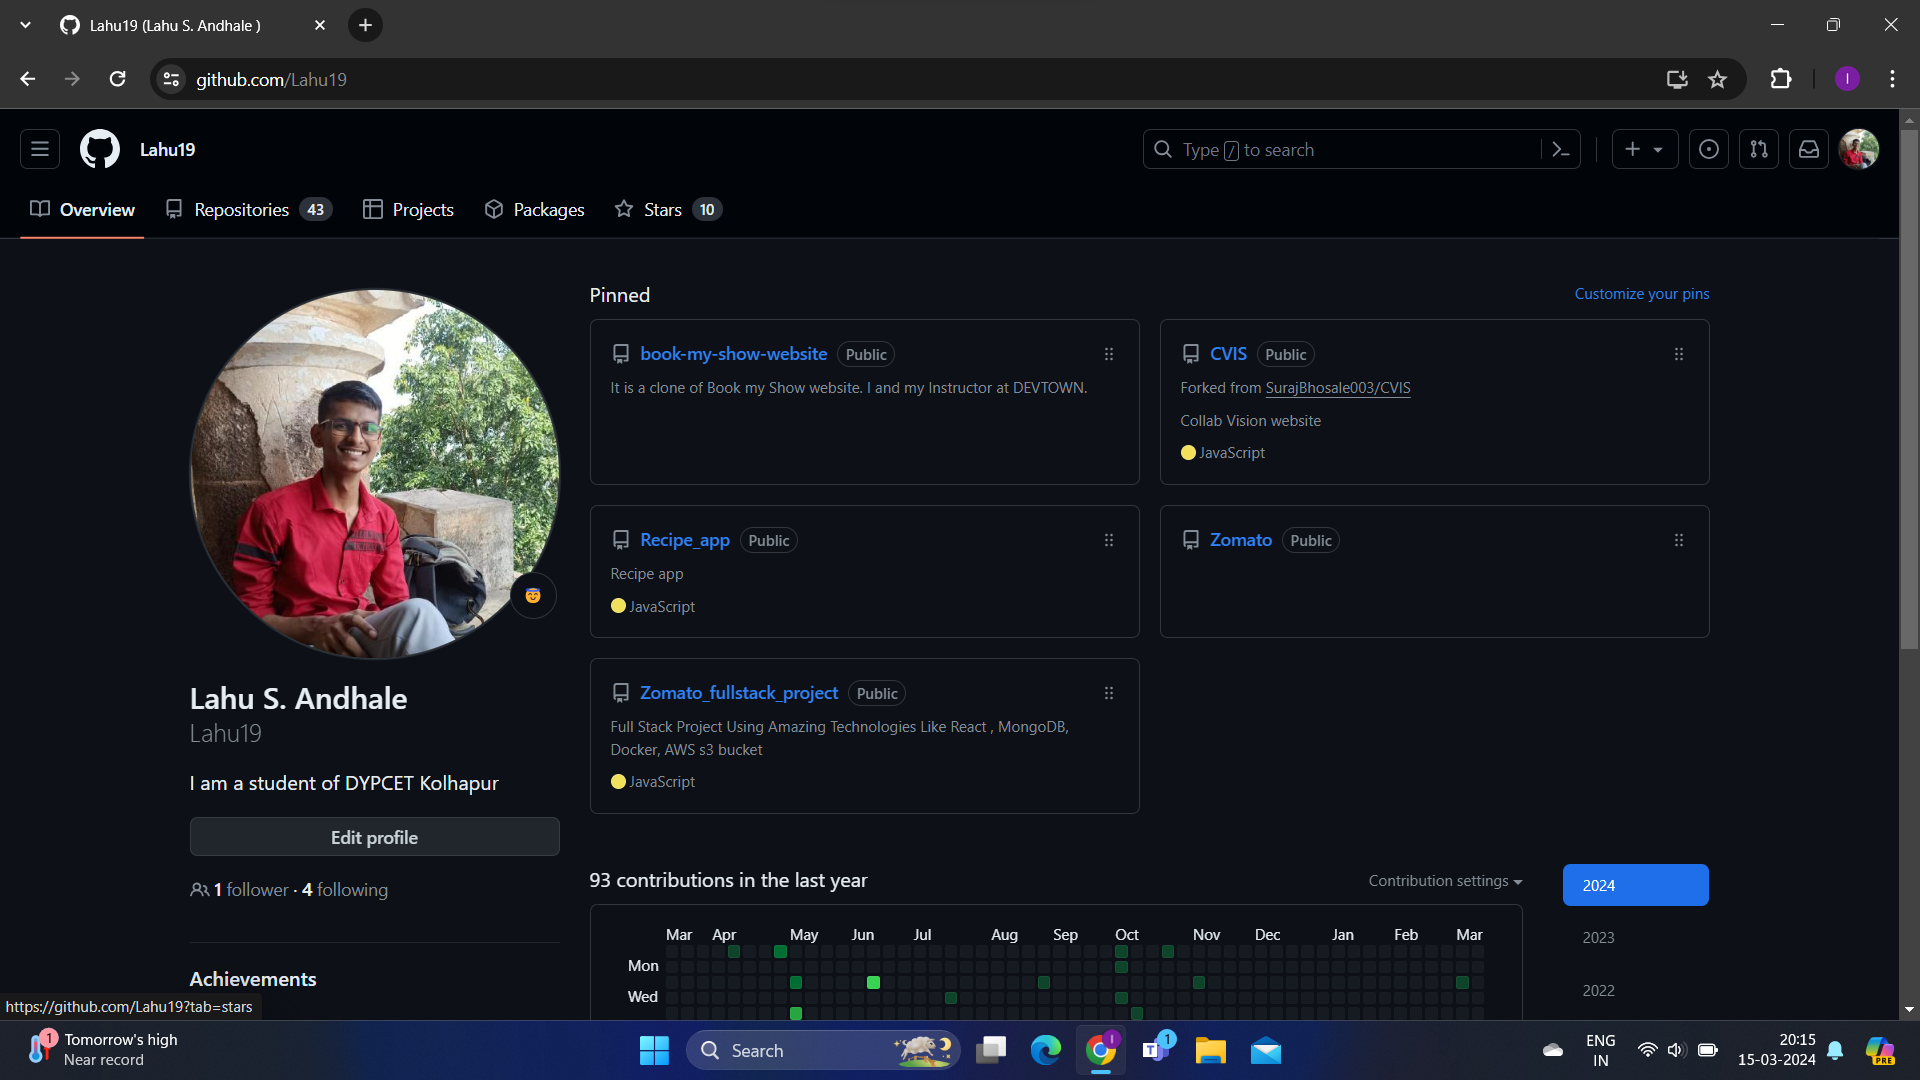 Lahu19 (Lahu S. Andhale )
github.com/Lahu19
I
Lahu19
Type / to search
Overview
Repositories 43
Projects
Packages
Stars 10
Pinned
Customize your pins
book-my-show-website Public
It is a clone of Book my Show website. I and my Instructor at DEVTOWN.
CVIS Public
Forked from SurajBhosale003/CVIS
Collab Vision website
JavaScript
Recipe_app Public
Recipe app
JavaScript
Zomato Public
Zomato_fullstack_project Public
Full Stack Project Using Amazing Technologies Like React , MongoDB,
Docker, AWS s3 bucket
JavaScript
Lahu S. Andhale
Lahu19
I am a student of DYPCET Kolhapur
Edit profile
1 follower · 4 following
Achievements
93 contributions in the last year
Contribution settings
2024
2023
2022
Mar Apr May Jun Jul Aug Sep Oct Nov Dec Jan Feb Mar
Mon
Wed
https://github.com/Lahu19?tab=stars
1
Tomorrow's high
Near record
Search
I
T
1
ENG
IN
20:15
15-03-2024
PRE